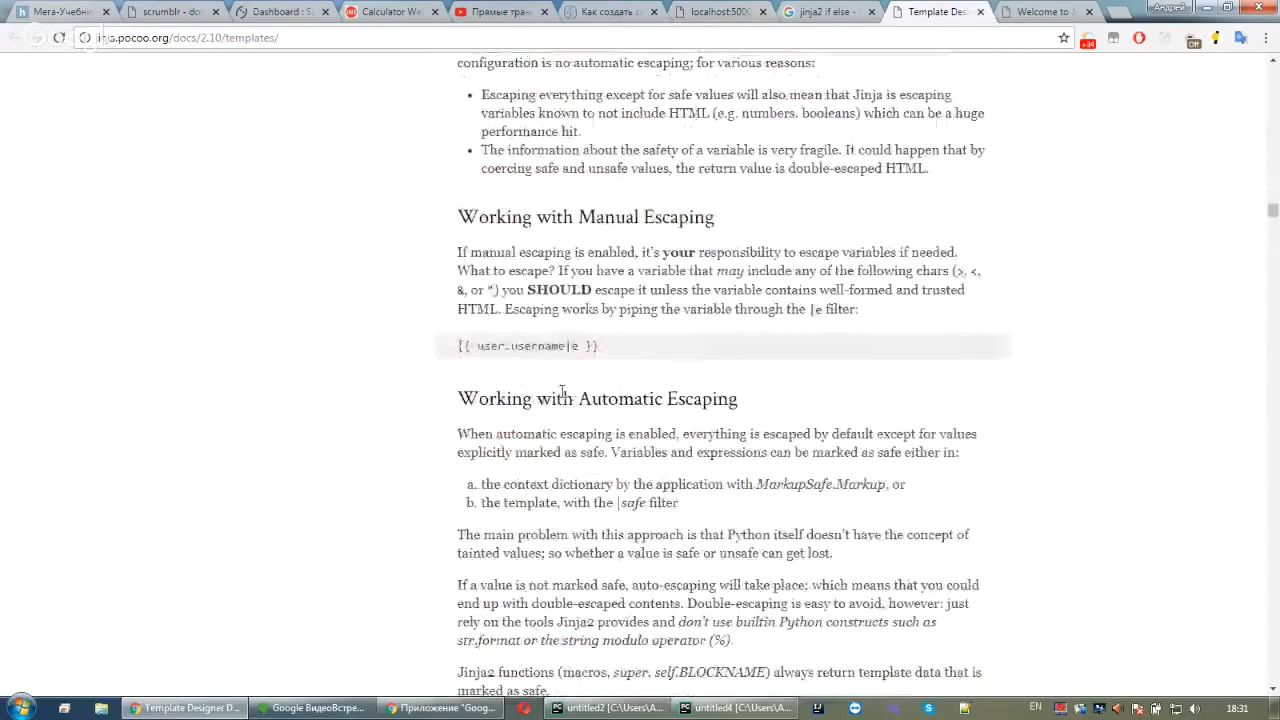 Мега-Учебни
scrumblr - do
Dashboard : S
Calculator We
Прямые тран
Как создать с
localhost:5000
jinja2 if else -
Template Des
Welcome to J
Андрей
.pocoo.org/docs/2.10/templates/
+34
Off
configuration is no automatic escaping; for various reasons:
• Escaping everything except for safe values will also mean that Jinja is escaping
variables known to not include HTML (e.g. numbers, booleans) which can be a huge
performance hit.
• The information about the safety of a variable is very fragile. It could happen that by
coercing safe and unsafe values, the return value is double-escaped HTML.
Working with Manual Escaping
If manual escaping is enabled, it's your responsibility to escape variables if needed.
What to escape? If you have a variable that may include any of the following chars (>, <,
&, or ") you SHOULD escape it unless the variable contains well-formed and trusted
HTML. Escaping works by piping the variable through the |e filter:
{{ user.username|e }}
Working with Automatic Escaping
When automatic escaping is enabled, everything is escaped by default except for values
explicitly marked as safe. Variables and expressions can be marked as safe either in:
a. the context dictionary by the application with MarkupSafe.Markup, or
b. the template, with the |safe filter
The main problem with this approach is that Python itself doesn't have the concept of
tainted values; so whether a value is safe or unsafe can get lost.
If a value is not marked safe, auto-escaping will take place; which means that you could
end up with double-escaped contents. Double-escaping is easy to avoid, however: just
rely on the tools Jinja2 provides and don't use builtin Python constructs such as
str.format or the string modulo operator (%).
Jinja2 functions (macros, super, self.BLOCKNAME) always return template data that is
marked as safe.
Template Designer D...
Google ВидеоВстре...
Приложение "Goog...
untitled2 [C:\Users\A...
untitled4 [C:\Users\A...
EN
18:31